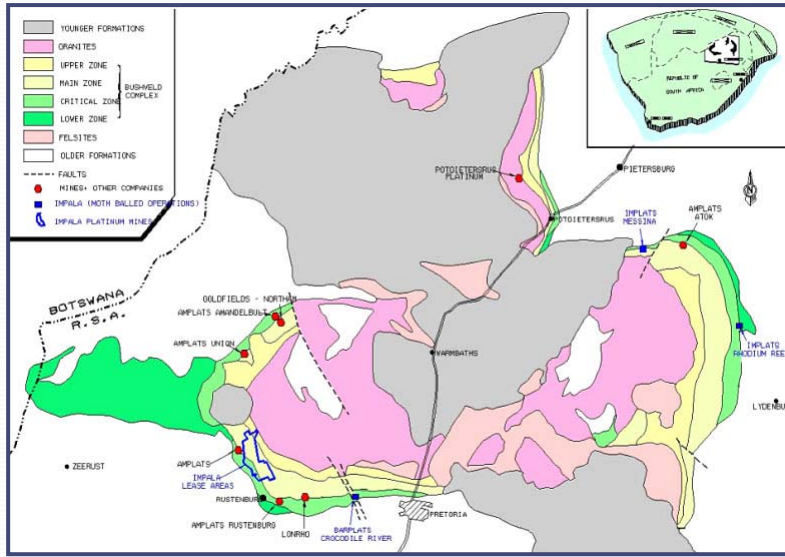 YOUNGER FORMATIONS
GRANITES
UPPER ZONE
MAIN ZONE
CRITICAL ZONE
LOWER ZONE
BUSHVELD
COMPLEX
FELSITES
OLDER FORMATIONS
FAULTS
MINES+ OTHER COMPANIES
IMPALA (MOTH BALLED OPERATIONS)
IMPALA PLATINUM MINES
REPUBLIC OF
SOUTH AFRICA
N
POTGIETERSRUS
PLATINUM
PIETERSBURG
POTGIETERSRUS
IMPLATS
MESSINA
AMPLATS
ATOK
BOTSWANA
R.S.A.
GOLDFIELDS - NORTHAM
AMPLATS AMANDELBULT
AMPLATS UNION
WARMBATHS
IMPLATS
RHODIUM REE
LYDENBU
ZEERUST
AMPLATS
IMPALA
LEASE AREAS
RUSTENBURG
AMPLATS RUSTENBURG
LONRHO
BARPLATS
CROCODILE RIVER
PRETORIA